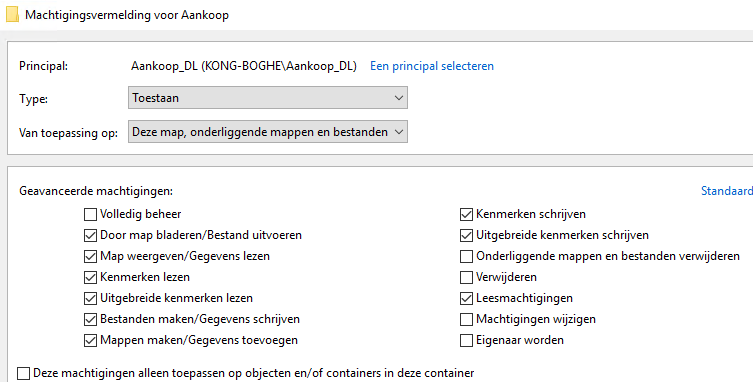 Machtigingsvermelding voor Aankoop
Principal: Aankoop_DL (KONG-BOGHE\Aankoop_DL) Een principal selecteren
Type: Toestaan
Van toepassing op: Deze map, onderliggende mappen en bestanden
Geavanceerde machtigingen: Standaard
Volledig beheer Kenmerken schrijven
Door map bladeren/Bestand uitvoeren Uitgebreide kenmerken schrijven
Map weergeven/Gegevens lezen Onderliggende mappen en bestanden verwijderen
Kenmerken lezen Verwijderen
Uitgebreide kenmerken lezen Leesmachtigingen
Bestanden maken/Gegevens schrijven Machtigingen wijzigen
Mappen maken/Gegevens toevoegen Eigenaar worden
Deze machtigingen alleen toepassen op objecten en/of containers in deze container